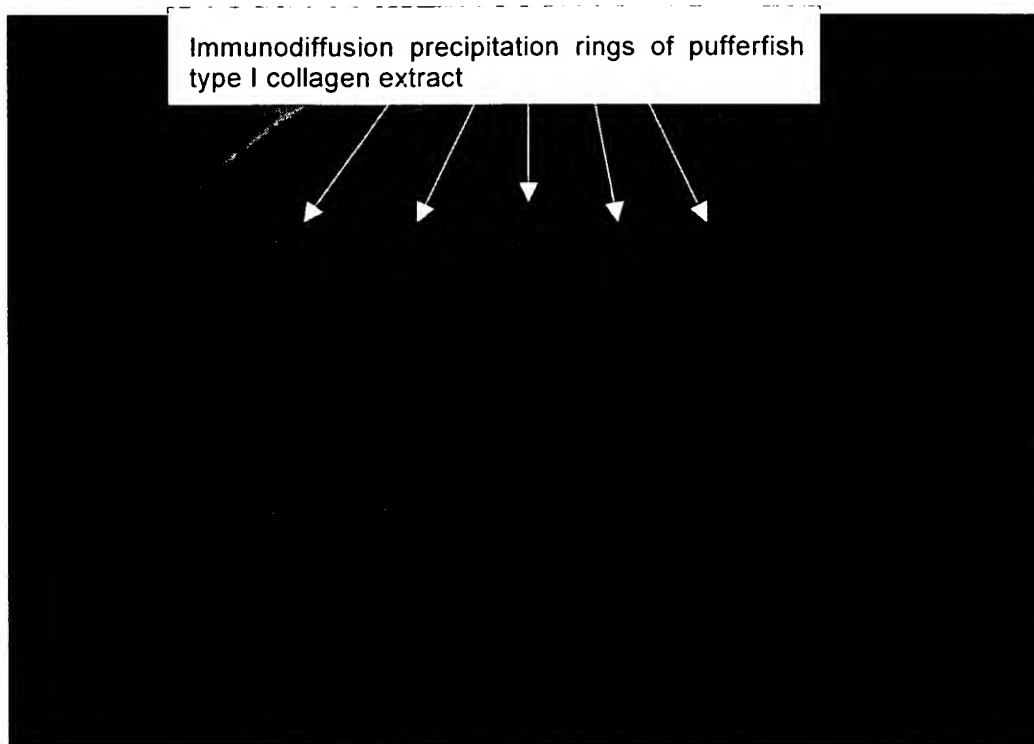 Immunodiffusion precipitation rings of pufferfish
type I collagen extract